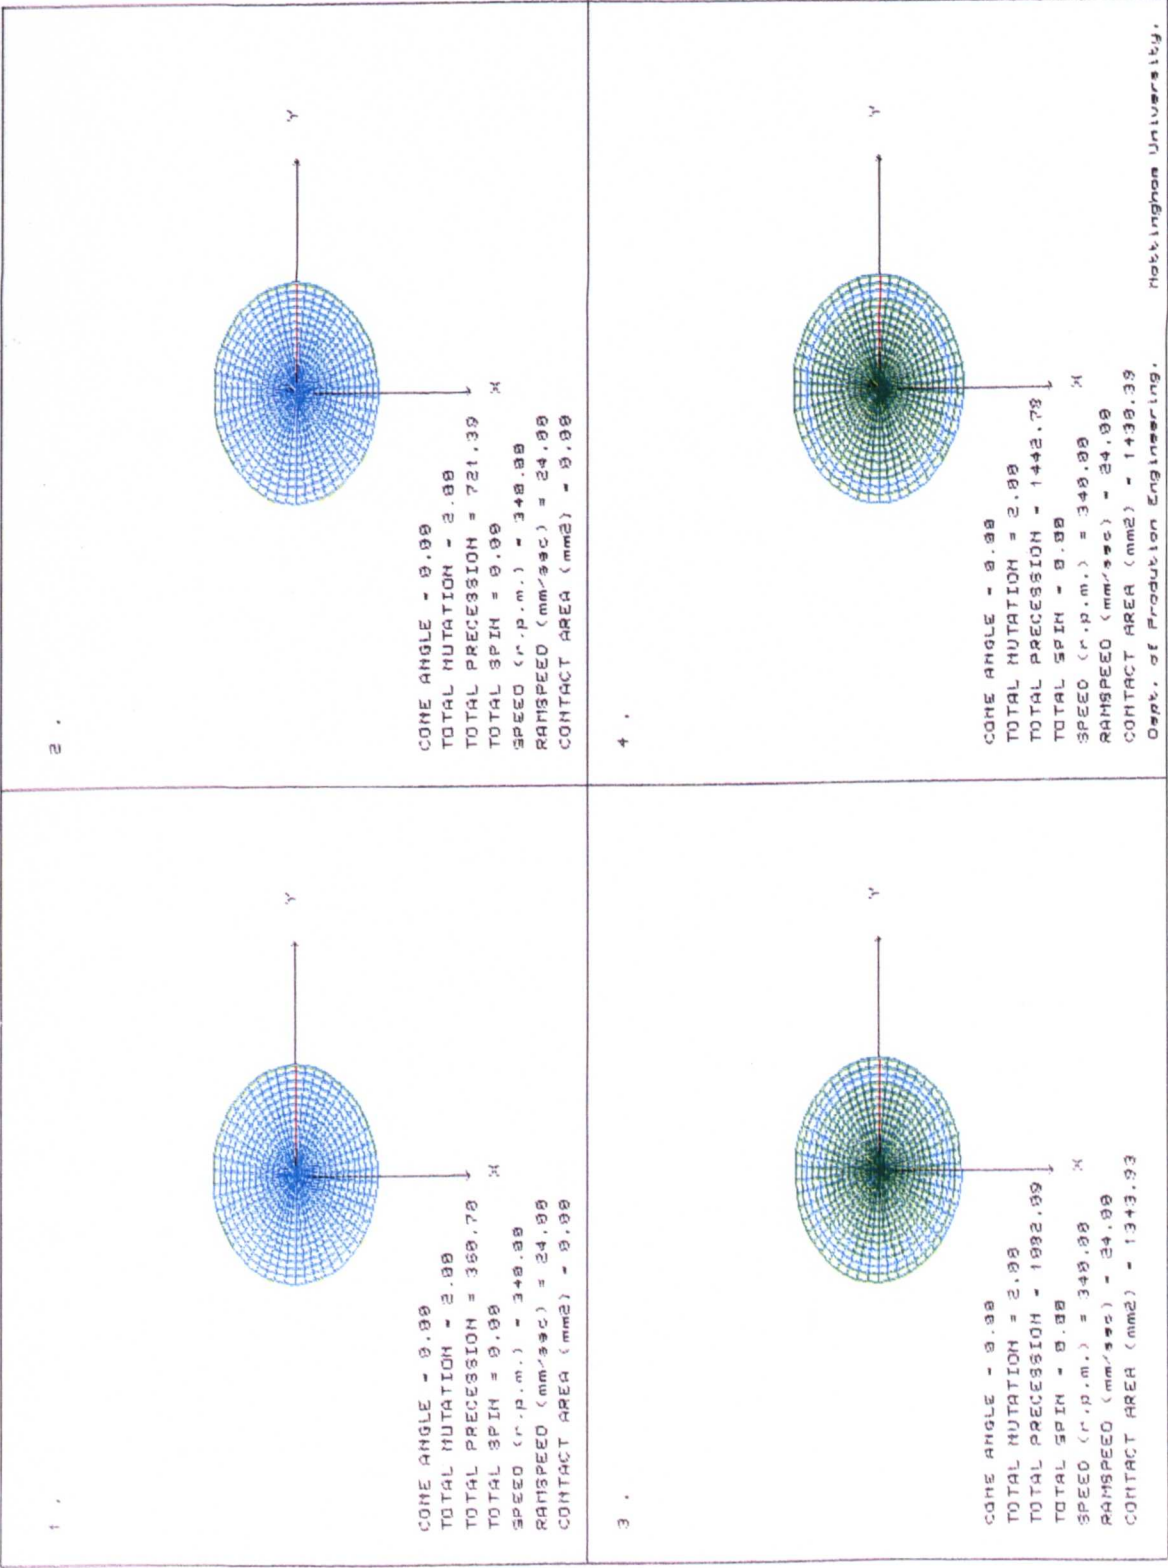 1 .
Y
X
CONE ANGLE = 0.00
TOTAL NUTATION = 2.00
TOTAL PRECESSION = 360.70
TOTAL SPIN = 0.00
SPEED (r.p.m.) = 340.00
RAMSPEED (mm/sec) = 24.00
CONTACT AREA (mm2) = 0.00
2 .
Y
X
CONE ANGLE = 0.00
TOTAL NUTATION = 2.00
TOTAL PRECESSION = 721.39
TOTAL SPIN = 0.00
SPEED (r.p.m.) = 340.00
RAMSPEED (mm/sec) = 24.00
CONTACT AREA (mm2) = 0.00
3 .
Y
X
CONE ANGLE = 0.00
TOTAL NUTATION = 2.00
TOTAL PRECESSION = 1082.09
TOTAL SPIN = 0.00
SPEED (r.p.m.) = 340.00
RAMSPEED (mm/sec) = 24.00
CONTACT AREA (mm2) = 1343.93
4 .
Y
X
CONE ANGLE = 0.00
TOTAL NUTATION = 2.00
TOTAL PRECESSION = 1442.78
TOTAL SPIN = 0.00
SPEED (r.p.m.) = 340.00
RAMSPEED (mm/sec) = 24.00
CONTACT AREA (mm2) = 1430.39
Dept. of Prodution Engineering. Nottingham University.